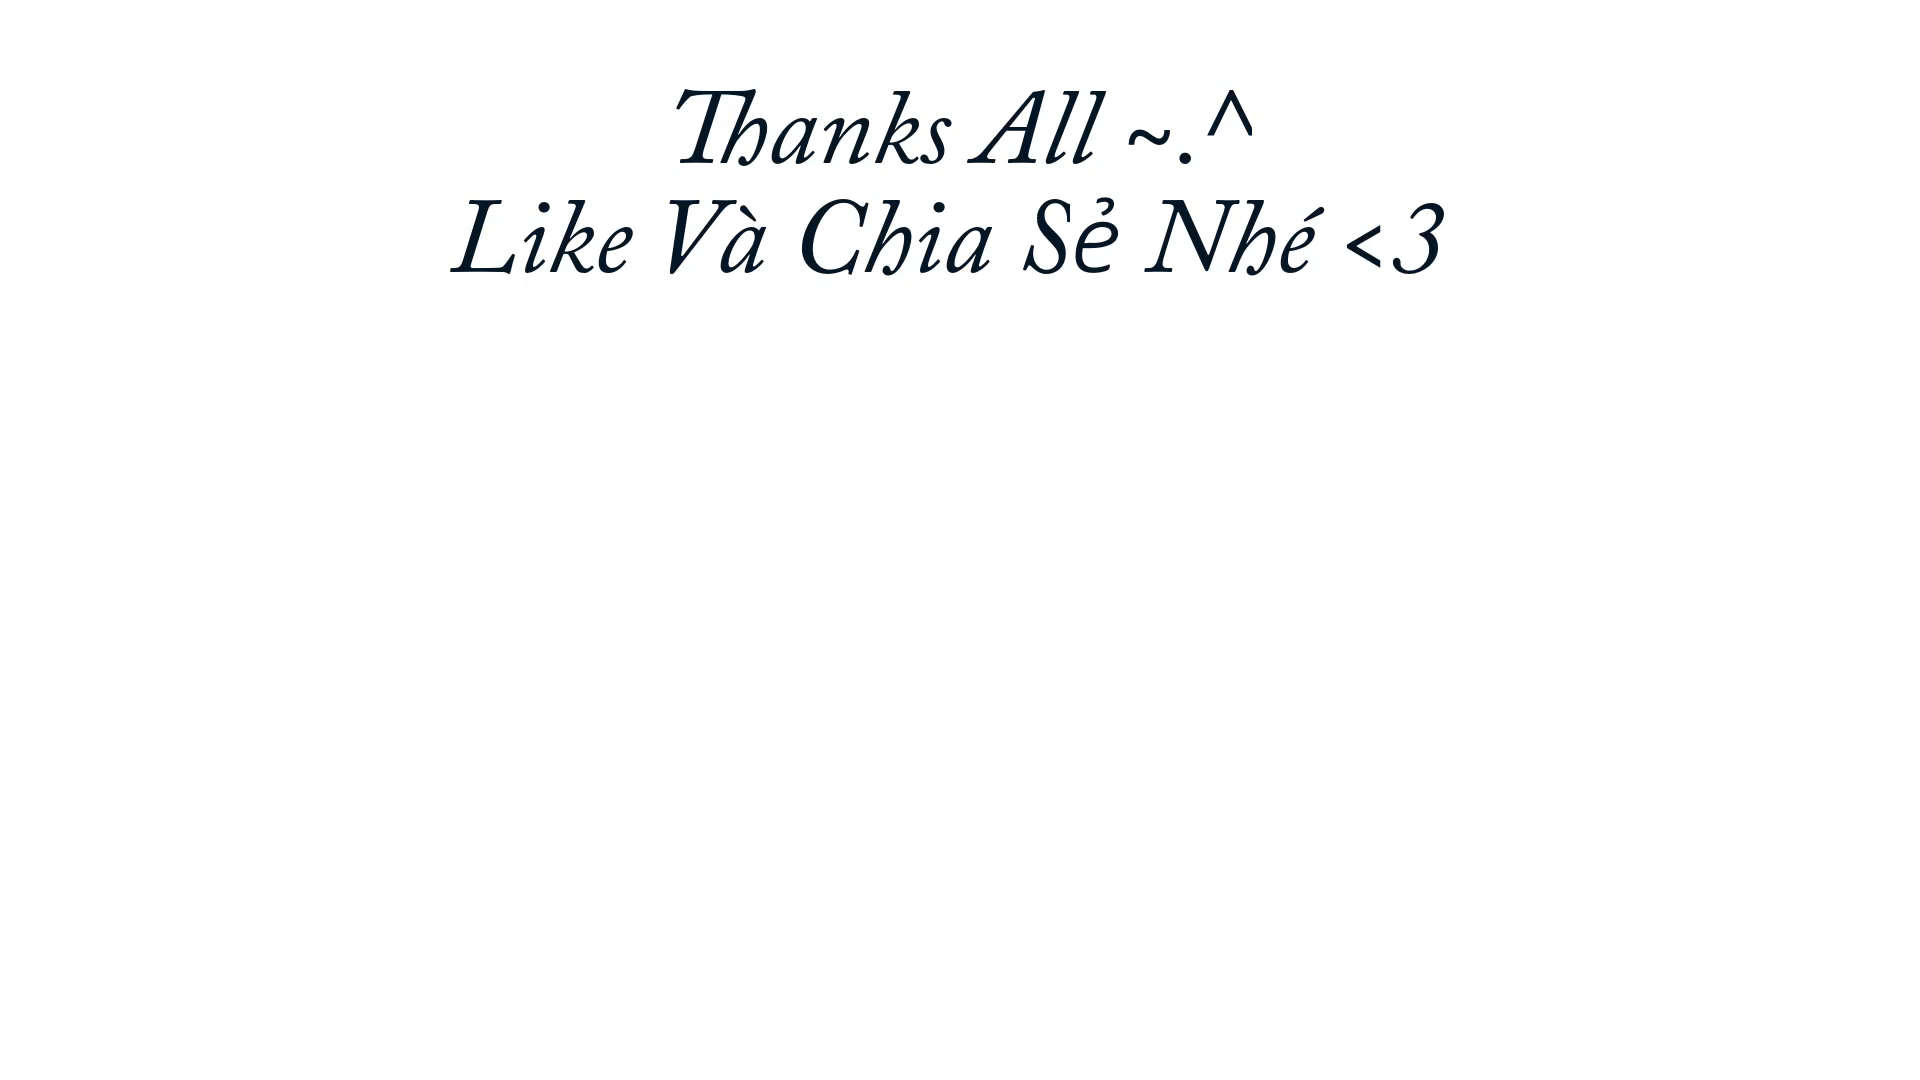 Thanks All ~.^
Like Và Chia Sẻ Nhé <3